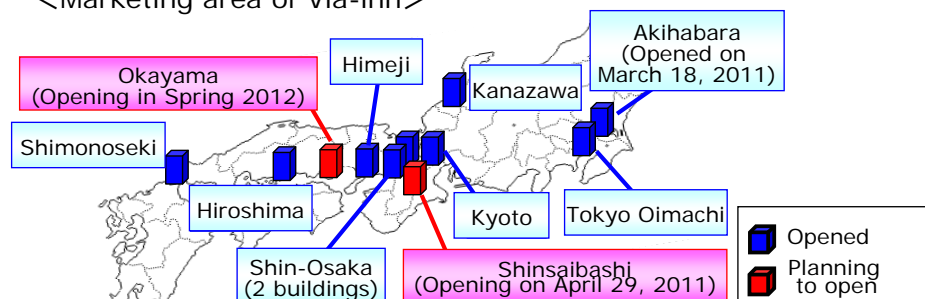 <Marketing area of Via-inn>
Akihabara
(Opened on
March 18, 2011)
Himeji
Okayama
(Opening in Spring 2012)
Kanazawa
Shimonoseki
Hiroshima
Kyoto
Tokyo Oimachi
Shin-Osaka
(2 buildings)
Shinsaibashi
(Opening on April 29, 2011)
Opened
Planning
to open